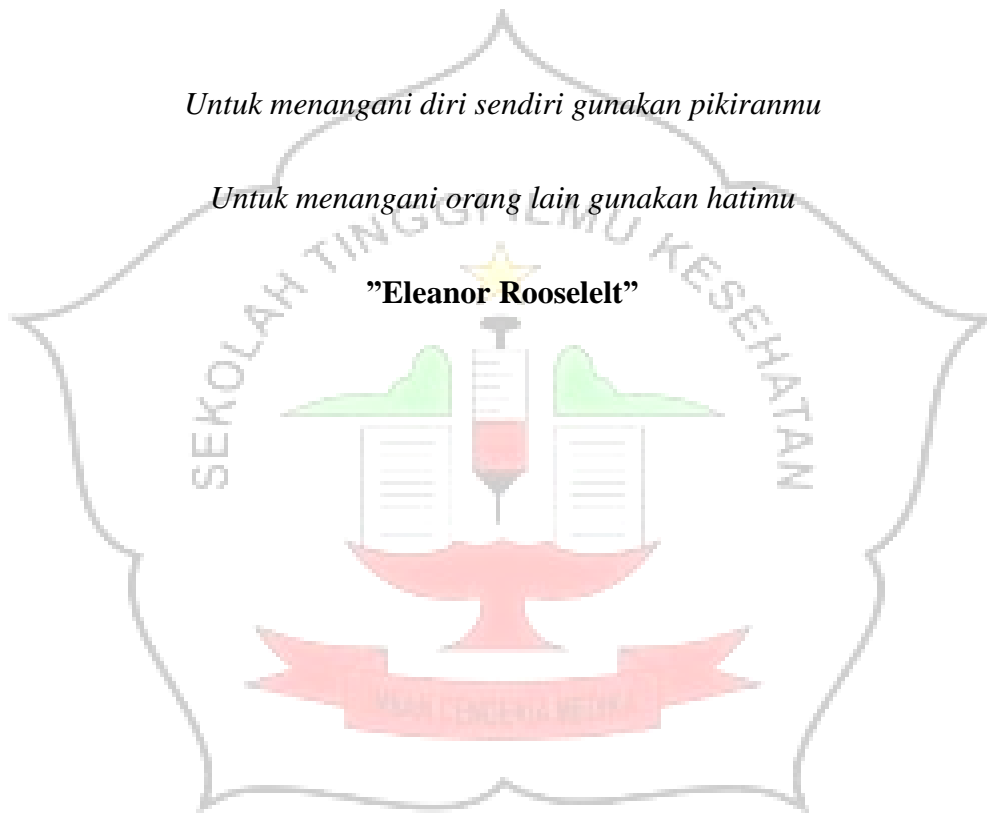 Untuk menangani diri sendiri gunakan pikiranmu
Untuk menangani orang lain gunakan hatimu
”Eleanor Rooselelt”
SEKOLAH TINGGI ILMU KESEHATAN